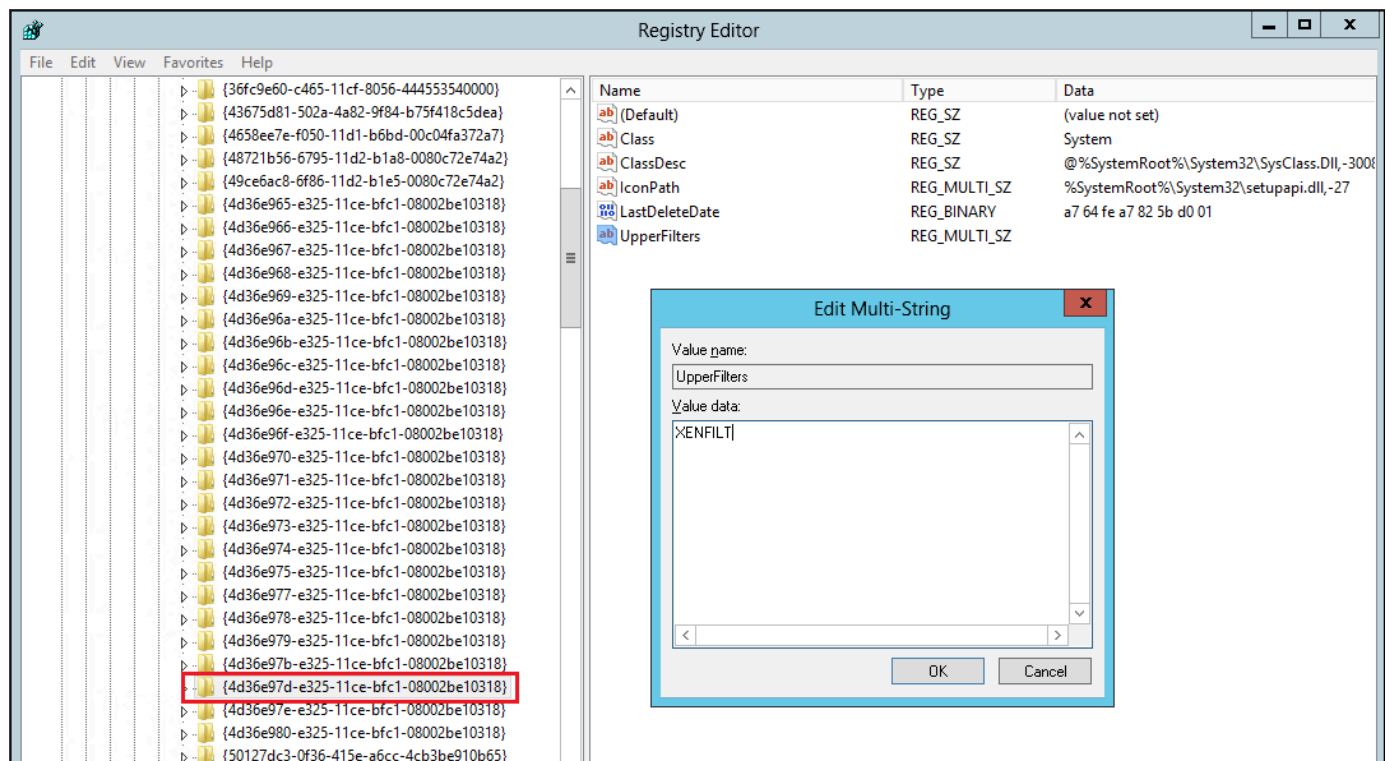 Registry Editor
File Edit View Favorites Help
{36fc9e60-c465-11cf-8056-444553540000}
{43675d81-502a-4a82-9f84-b75f418c5dea}
{4658ee7e-f050-11d1-b6bd-00c04fa372a7}
{48721b56-6795-11d2-b1a8-0080c72e74a2}
{49ce6ac8-6f86-11d2-b1e5-0080c72e74a2}
{4d36e965-e325-11ce-bfc1-08002be10318}
{4d36e966-e325-11ce-bfc1-08002be10318}
{4d36e967-e325-11ce-bfc1-08002be10318}
{4d36e968-e325-11ce-bfc1-08002be10318}
{4d36e969-e325-11ce-bfc1-08002be10318}
{4d36e96a-e325-11ce-bfc1-08002be10318}
{4d36e96b-e325-11ce-bfc1-08002be10318}
{4d36e96c-e325-11ce-bfc1-08002be10318}
{4d36e96d-e325-11ce-bfc1-08002be10318}
{4d36e96e-e325-11ce-bfc1-08002be10318}
{4d36e96f-e325-11ce-bfc1-08002be10318}
{4d36e970-e325-11ce-bfc1-08002be10318}
{4d36e971-e325-11ce-bfc1-08002be10318}
{4d36e972-e325-11ce-bfc1-08002be10318}
{4d36e973-e325-11ce-bfc1-08002be10318}
{4d36e974-e325-11ce-bfc1-08002be10318}
{4d36e975-e325-11ce-bfc1-08002be10318}
{4d36e977-e325-11ce-bfc1-08002be10318}
{4d36e978-e325-11ce-bfc1-08002be10318}
{4d36e979-e325-11ce-bfc1-08002be10318}
{4d36e97b-e325-11ce-bfc1-08002be10318}
{4d36e97d-e325-11ce-bfc1-08002be10318}
{4d36e97e-e325-11ce-bfc1-08002be10318}
{4d36e980-e325-11ce-bfc1-08002be10318}
{50127dc3-0f36-415e-a6cc-4cb3be910b65}
Name Type Data
(Default) REG_SZ (value not set)
Class REG_SZ System
ClassDesc REG_SZ @%SystemRoot%\System32\SysClass.Dll,-3008
IconPath REG_MULTI_SZ %SystemRoot%\System32\setupapi.dll,-27
LastDeleteDate REG_BINARY a7 64 fe a7 82 5b d0 01
UpperFilters REG_MULTI_SZ
Edit Multi-String
Value name:
UpperFilters
Value data:
XENFILT
OK Cancel